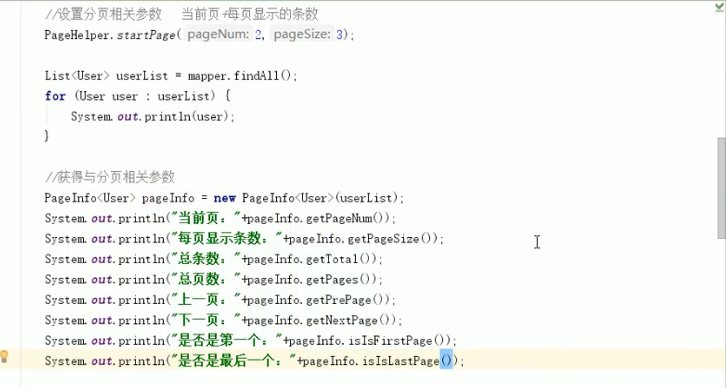 //设置分页相关参数 当前页+每页显示的条数
PageHelper.startPage( pageNum: 2, pageSize: 3);
List<User> userList = mapper.findAll();
for (User user : userList) {
System.out.println(user);
}
//获得与分页相关参数
PageInfo<User> pageInfo = new PageInfo<User>(userList);
System.out.println("当前页："+pageInfo.getPageNum());
System.out.println("每页显示条数："+pageInfo.getPageSize());
System.out.println("总条数："+pageInfo.getTotal());
System.out.println("总页数："+pageInfo.getPages());
System.out.println("上一页："+pageInfo.getPrePage());
System.out.println("下一页："+pageInfo.getNextPage());
System.out.println("是否是第一个："+pageInfo.isIsFirstPage());
System.out.println("是否是最后一个："+pageInfo.isIsLastPage());